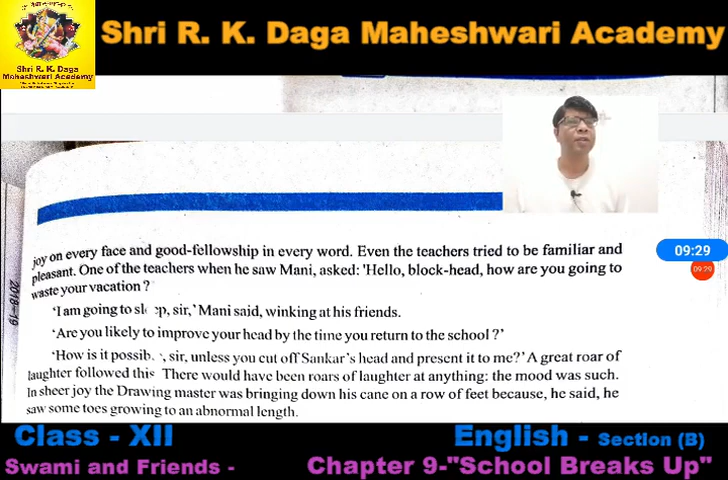 Shri R. K. Daga Maheshwari Academy
Shri R. K. Daga
Maheshwari Academy
joy on every face and good-fellowship in every word. Even the teachers tried to be familiar and
pleasant. One of the teachers when he saw Mani, asked: 'Hello, block-head, how are you going to
waste your vacation ?'
09:29
09:29
'I am going to sl ep, sir,' Mani said, winking at his friends.
'Are you likely to improve your head by the time you return to the school ?'
'How is it possib , sir, unless you cut off Sankar's head and present it to me?' A great roar of
laughter followed this There would have been roars of laughter at anything: the mood was such.
In sheer joy the Drawing master was bringing down his cane on a row of feet because, he said, he
saw some toes growing to an abnormal length.
2018-19
Class - XII
English - Section (B)
Swami and Friends -
Chapter 9-"School Breaks Up"